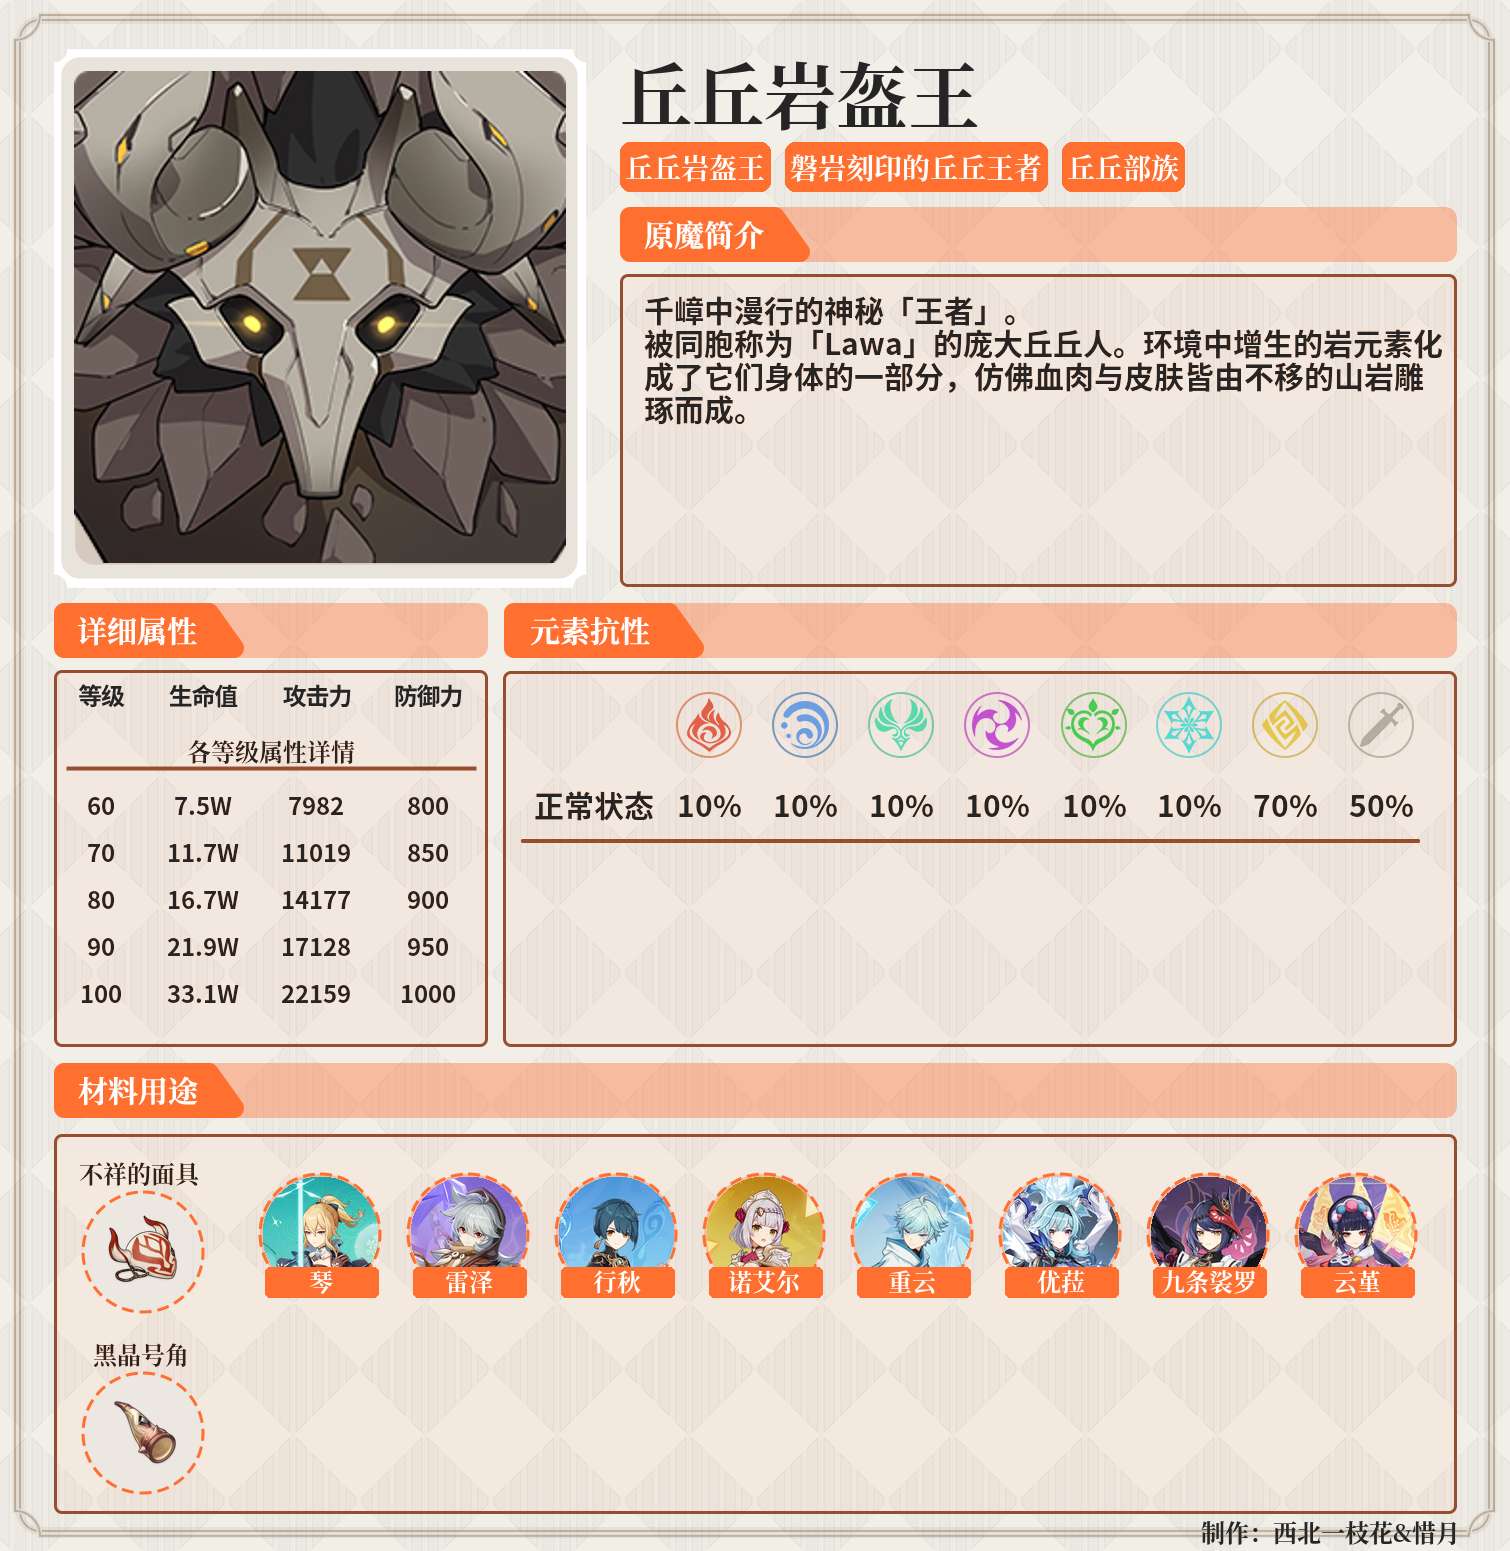 丘丘岩盔王
丘丘岩盔王 磐岩刻印的丘丘王者 丘丘部族
原魔简介
千嶂中漫行的神秘「王者」。
被同胞称为「Lawa」的庞大丘丘人。环境中增生的岩元素化
成了它们身体的一部分，仿佛血肉与皮肤皆由不移的山岩雕
琢而成。
详细属性
等级 生命值 攻击力 防御力
各等级属性详情
60 7.5W 7982 800
70 11.7W 11019 850
80 16.7W 14177 900
90 21.9W 17128 950
100 33.1W 22159 1000
元素抗性
正常状态 10% 10% 10% 10% 10% 10% 70% 50%
材料用途
不祥的面具
琴 雷泽 行秋 诺艾尔 重云 优菈 九条裟罗 云堇
黑晶号角
制作：西北一枝花&惜月